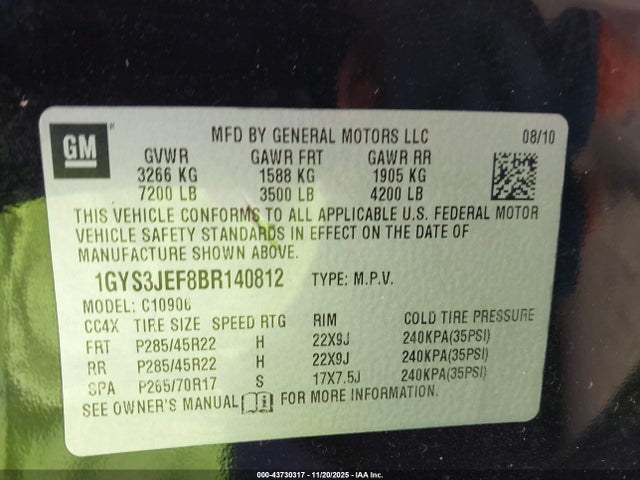 GM
®
MFD BY GENERAL MOTORS LLC 08/10
GVWR GAWR FRT GAWR RR
3266 KG 1588 KG 1905 KG
7200 LB 3500 LB 4200 LB
THIS VEHICLE CONFORMS TO ALL APPLICABLE U.S. FEDERAL MOTOR
VEHICLE SAFETY STANDARDS IN EFFECT ON THE DATE OF
MANUFACTURE SHOWN ABOVE.
1GYS3JEF8BR140812 TYPE: M.P.V.
MODEL: C10906
CC4X TIRE SIZE SPEED RTG RIM COLD TIRE PRESSURE
FRT P285/45R22 H 22X9J 240KPA(35PSI)
RR P285/45R22 H 22X9J 240KPA(35PSI)
SPA P265/70R17 S 17X7.5J 240KPA(35PSI)
SEE OWNER'S MANUAL FOR MORE INFORMATION.
000-43730317 - 11/20/2025 - IAA Inc.